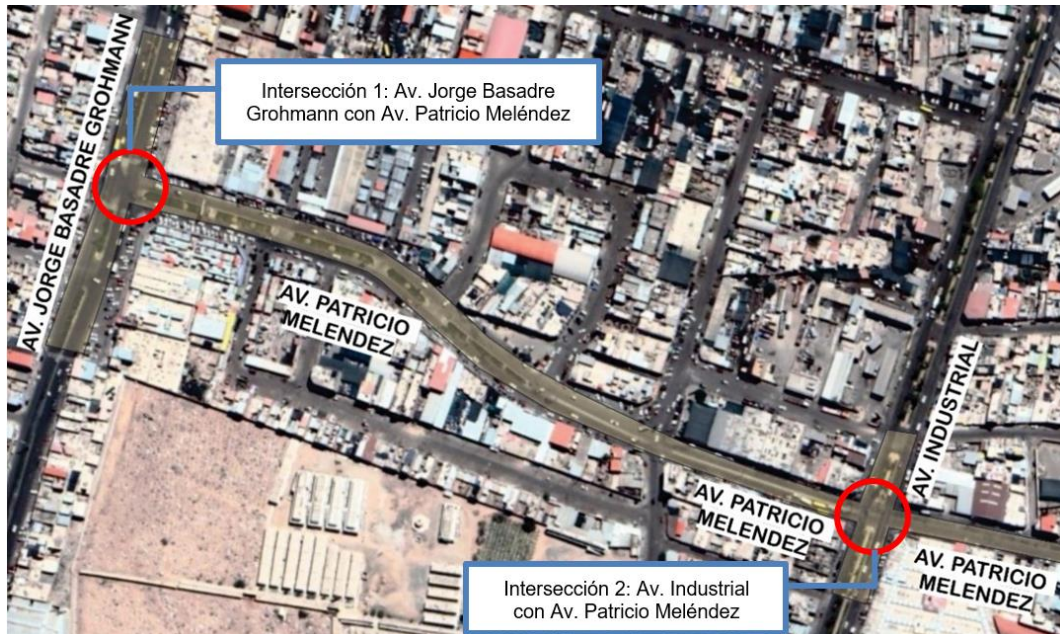 AV. JORGE BASADRE GROHMANN
Intersección 1: Av. Jorge Basadre
Grohmann con Av. Patricio Meléndez
AV. PATRICIO
MELENDEZ
AV. INDUSTRIAL
AV. PATRICIO
MELENDEZ
AV. PATRICIO
MELENDEZ
Intersección 2: Av. Industrial
con Av. Patricio Meléndez